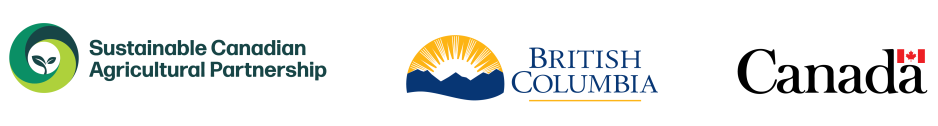 Sustainable Canadian
Agricultural Partnership
BRITISH
COLUMBIA
Canada